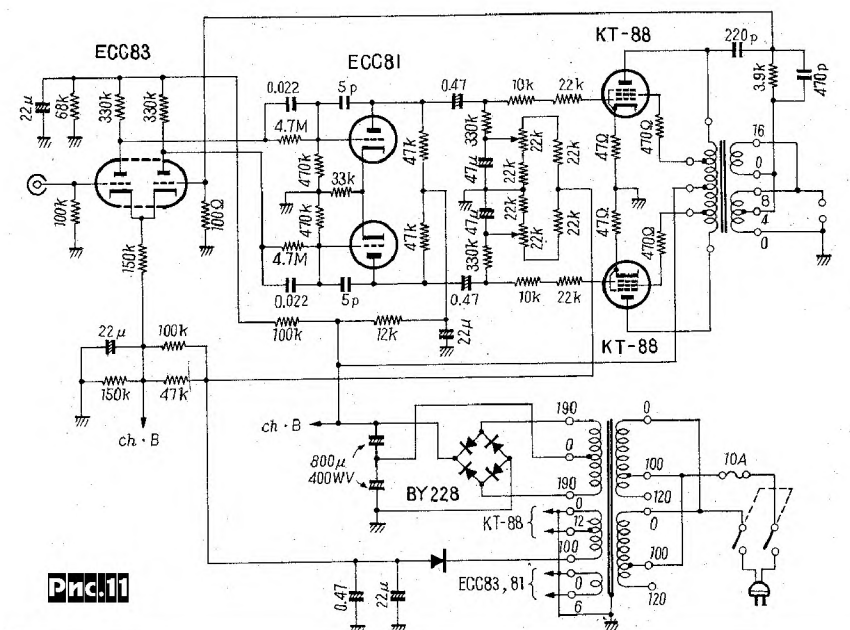 KT-88
220p
ECC83
ECC81
3.9k
470p
22μ
68k
330k
330k
0.022
5p
0.47
10k
22k
4.7M
330k
22k
22k
47Ω
470Ω
16
0
470k
47k
22k
47μ
33k
100k
100Ω
8
4
0
470k
47μ
22k
22k
22k
47Ω
470Ω
47k
4.7M
330k
150k
0.022
5p
0.47
10k
22k
22μ
100k
100k
12k
22μ
KT-88
150k
47k
ch·B
ch·B
190
0
0
800μ
400WV
100
10A
BY228
190
120
0
0
KT-88
12
100
100
ECC83,81
0
6
120
0.47
22μ
Рис.11